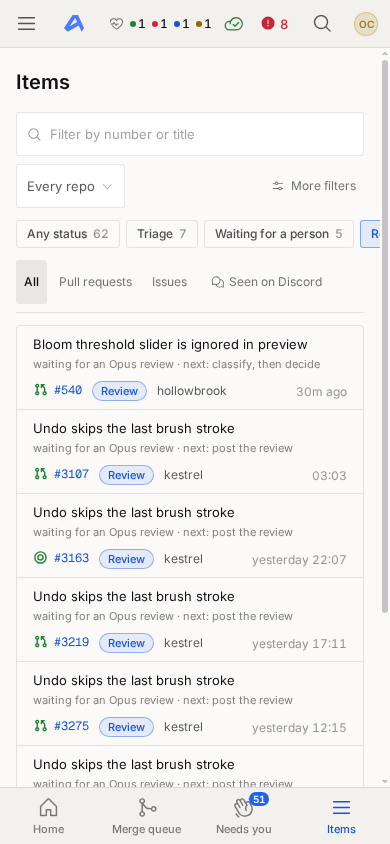 1 1 1 1 8 OC
Items
Filter by number or title
Every repo More filters
Any status 62 Triage 7 Waiting for a person 5
All Pull requests Issues Seen on Discord
Bloom threshold slider is ignored in preview
waiting for an Opus review · next: classify, then decide
#540 Review hollowbrook 30m ago
Undo skips the last brush stroke
waiting for an Opus review · next: post the review
#3107 Review kestrel 03:03
Undo skips the last brush stroke
waiting for an Opus review · next: post the review
#3163 Review kestrel yesterday 22:07
Undo skips the last brush stroke
waiting for an Opus review · next: post the review
#3219 Review kestrel yesterday 17:11
Undo skips the last brush stroke
waiting for an Opus review · next: post the review
#3275 Review kestrel yesterday 12:15
Undo skips the last brush stroke
waiting for an Opus review · next: post the review
51
Home Merge queue Needs you Items